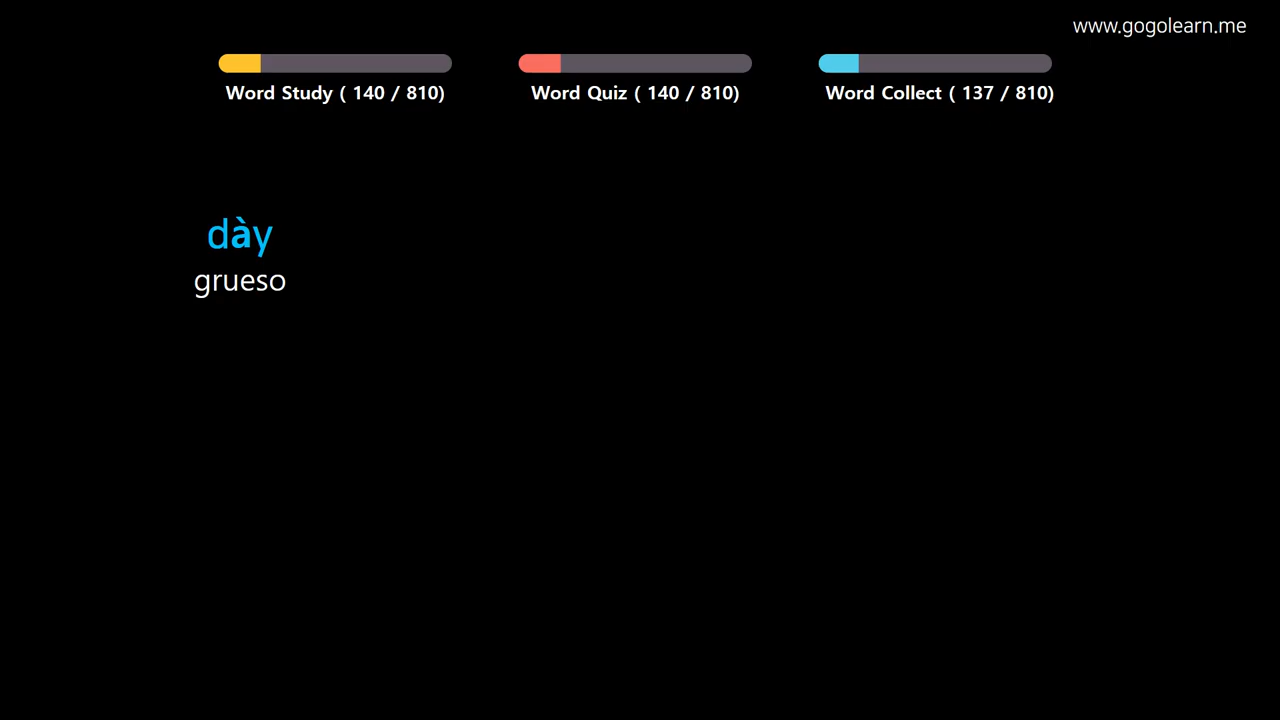 www.gogolearn.me
Word Study ( 140 / 810)
Word Quiz ( 140 / 810)
Word Collect ( 137 / 810)
dày
grueso